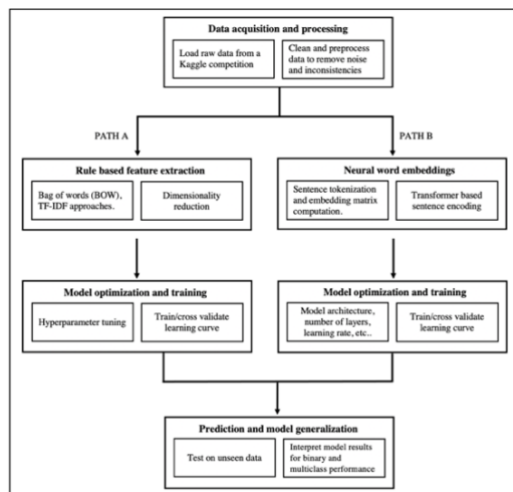 Data acquisition and processing
Load raw data from a
Kaggle competition
Clean and preprocess
data to remove noise
and inconsistencies
PATH A
PATH B
Rule based feature extraction
Bag of words (BOW),
TF-IDF approaches.
Dimensionality
reduction
Neural word embeddings
Sentence tokenization
and embedding matrix
computation.
Transformer based
sentence encoding
Model optimization and training
Hyperparameter tuning
Train/cross validate
learning curve
Model optimization and training
Model architecture,
number of layers,
learning rate, etc..
Train/cross validate
learning curve
Prediction and model generalization
Test on unseen data
Interpret model results
for binary and
multiclass performance